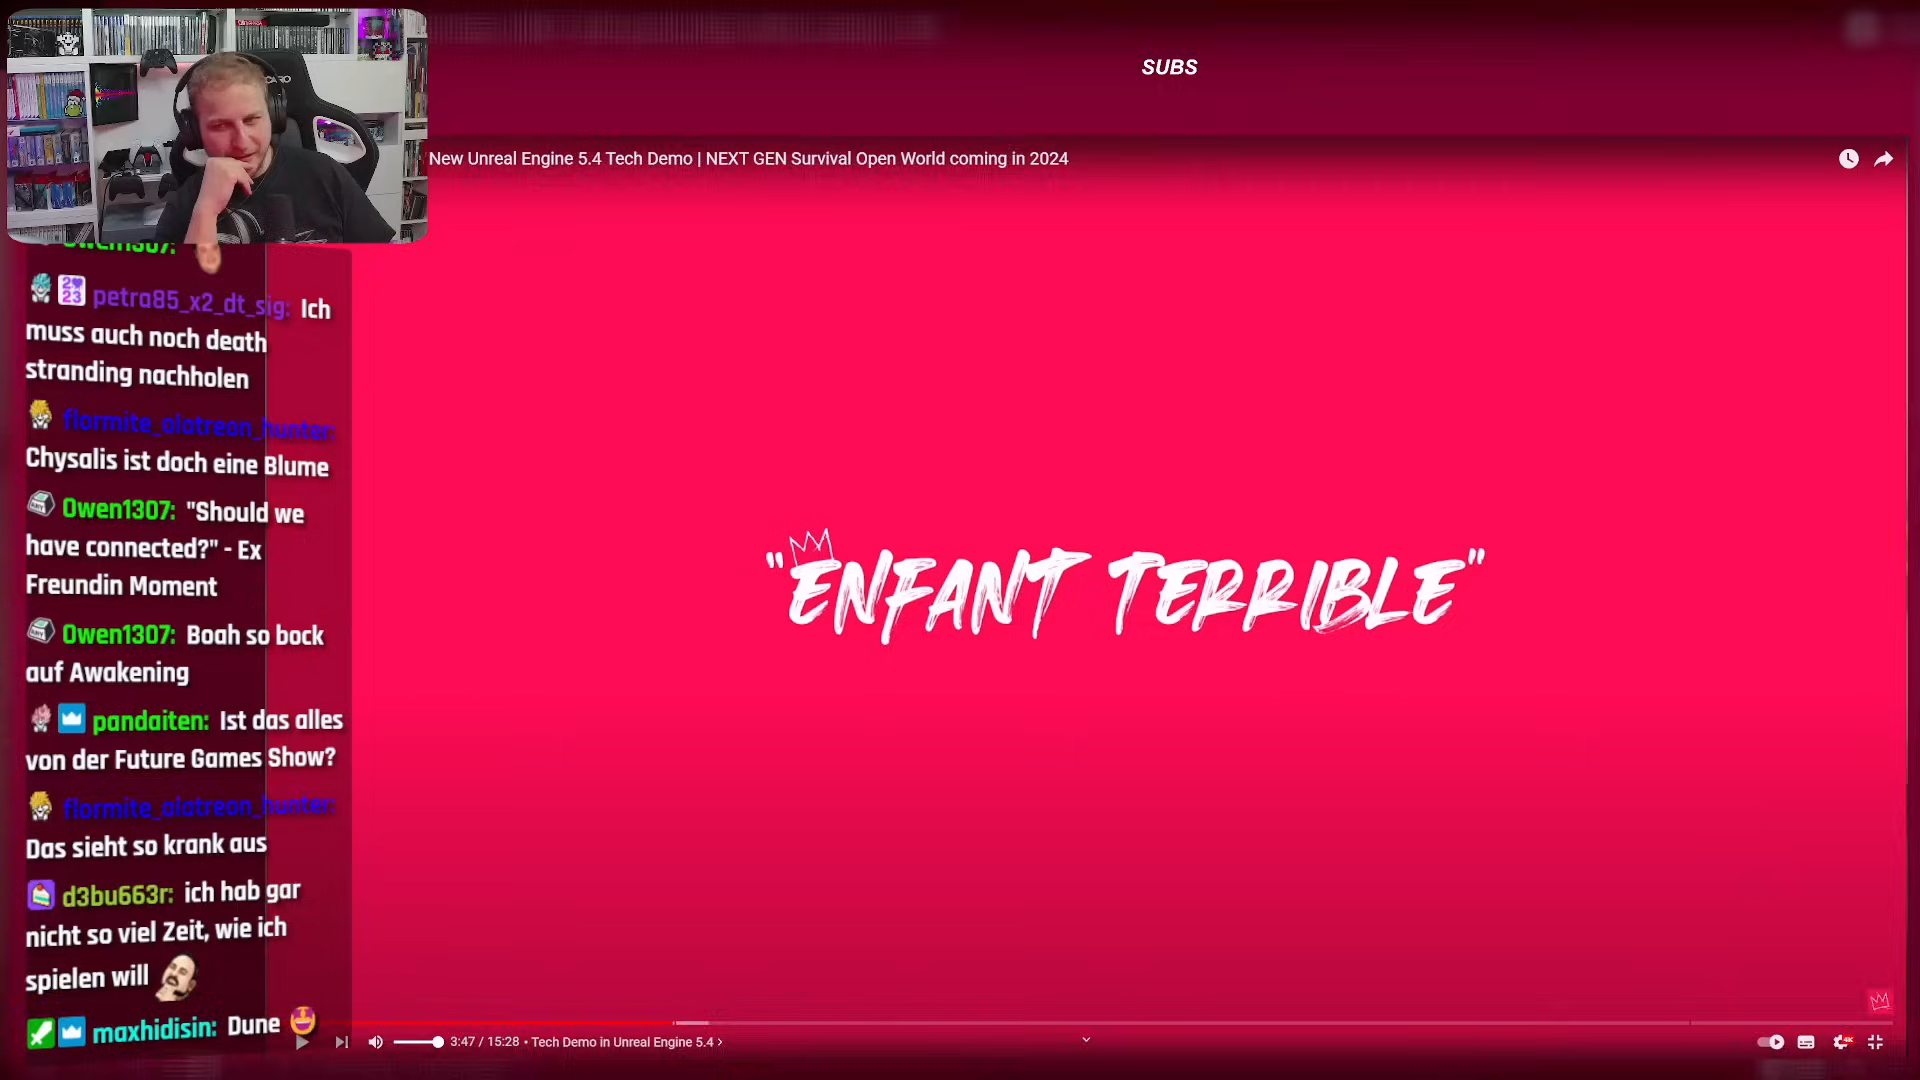 SUBS
New Unreal Engine 5.4 Tech Demo | NEXT GEN Survival Open World coming in 2024
Owen1307:
petra85_x2_dt_sig: Ich
muss auch noch death
stranding nachholen
flormite_olatreon_hunter:
Chysalis ist doch eine Blume
Owen1307: "Should we
have connected?" - Ex
Freundin Moment
Owen1307: Boah so bock
auf Awakening
pandaiten: Ist das alles
von der Future Games Show?
flormite_olatreon_hunter:
Das sieht so krank aus
d3bu663r: ich hab gar
nicht so viel Zeit, wie ich
spielen will
maxhidisin: Dune
"ENFANT TERRIBLE"
3:47 / 15:28 • Tech Demo in Unreal Engine 5.4 ›
4K